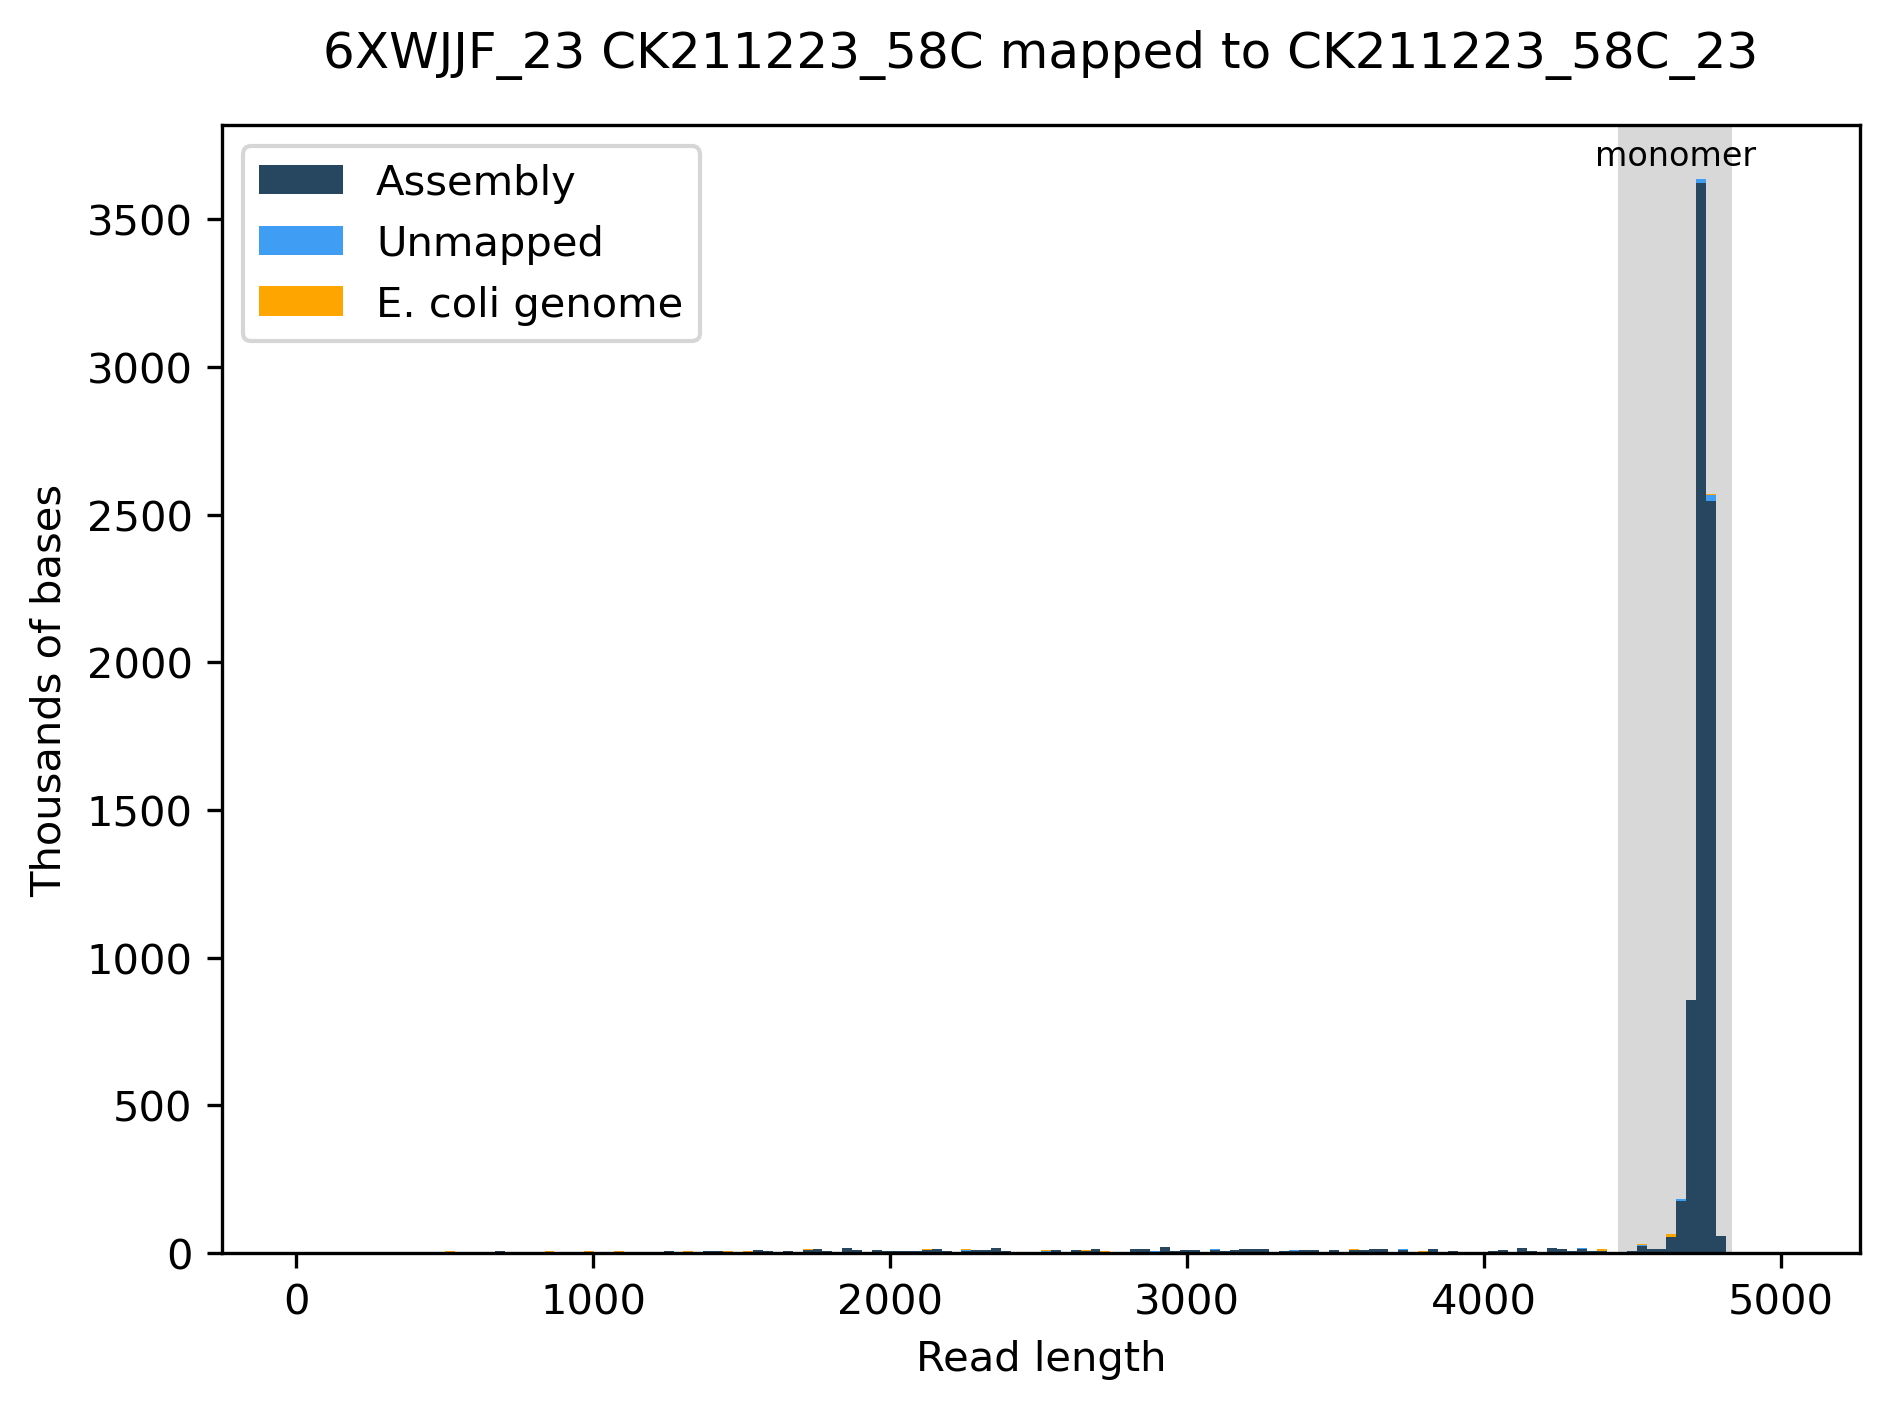 6XWJJF_23 CK211223_58C mapped to CK211223_58C_23
monomer
Assembly
Unmapped
E. coli genome
Thousands of bases
3500
3000
2500
2000
1500
1000
500
0
0 1000 2000 3000 4000 5000
Read length